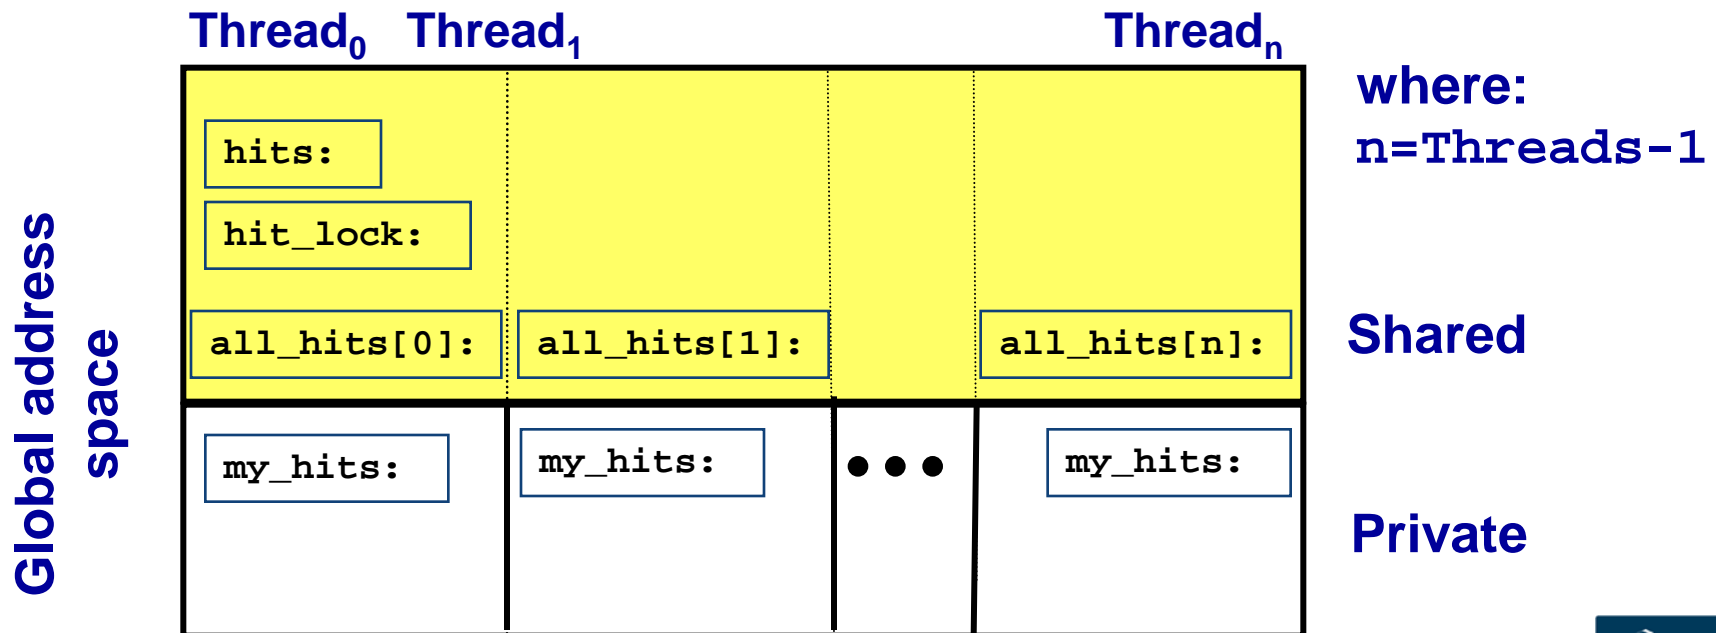 Thread0 Thread1 Threadn
where:
n=Threads-1
hits:
hit_lock:
all_hits[0]: all_hits[1]: all_hits[n]:
Shared
my_hits: my_hits: ••• my_hits:
Private
Global address
space